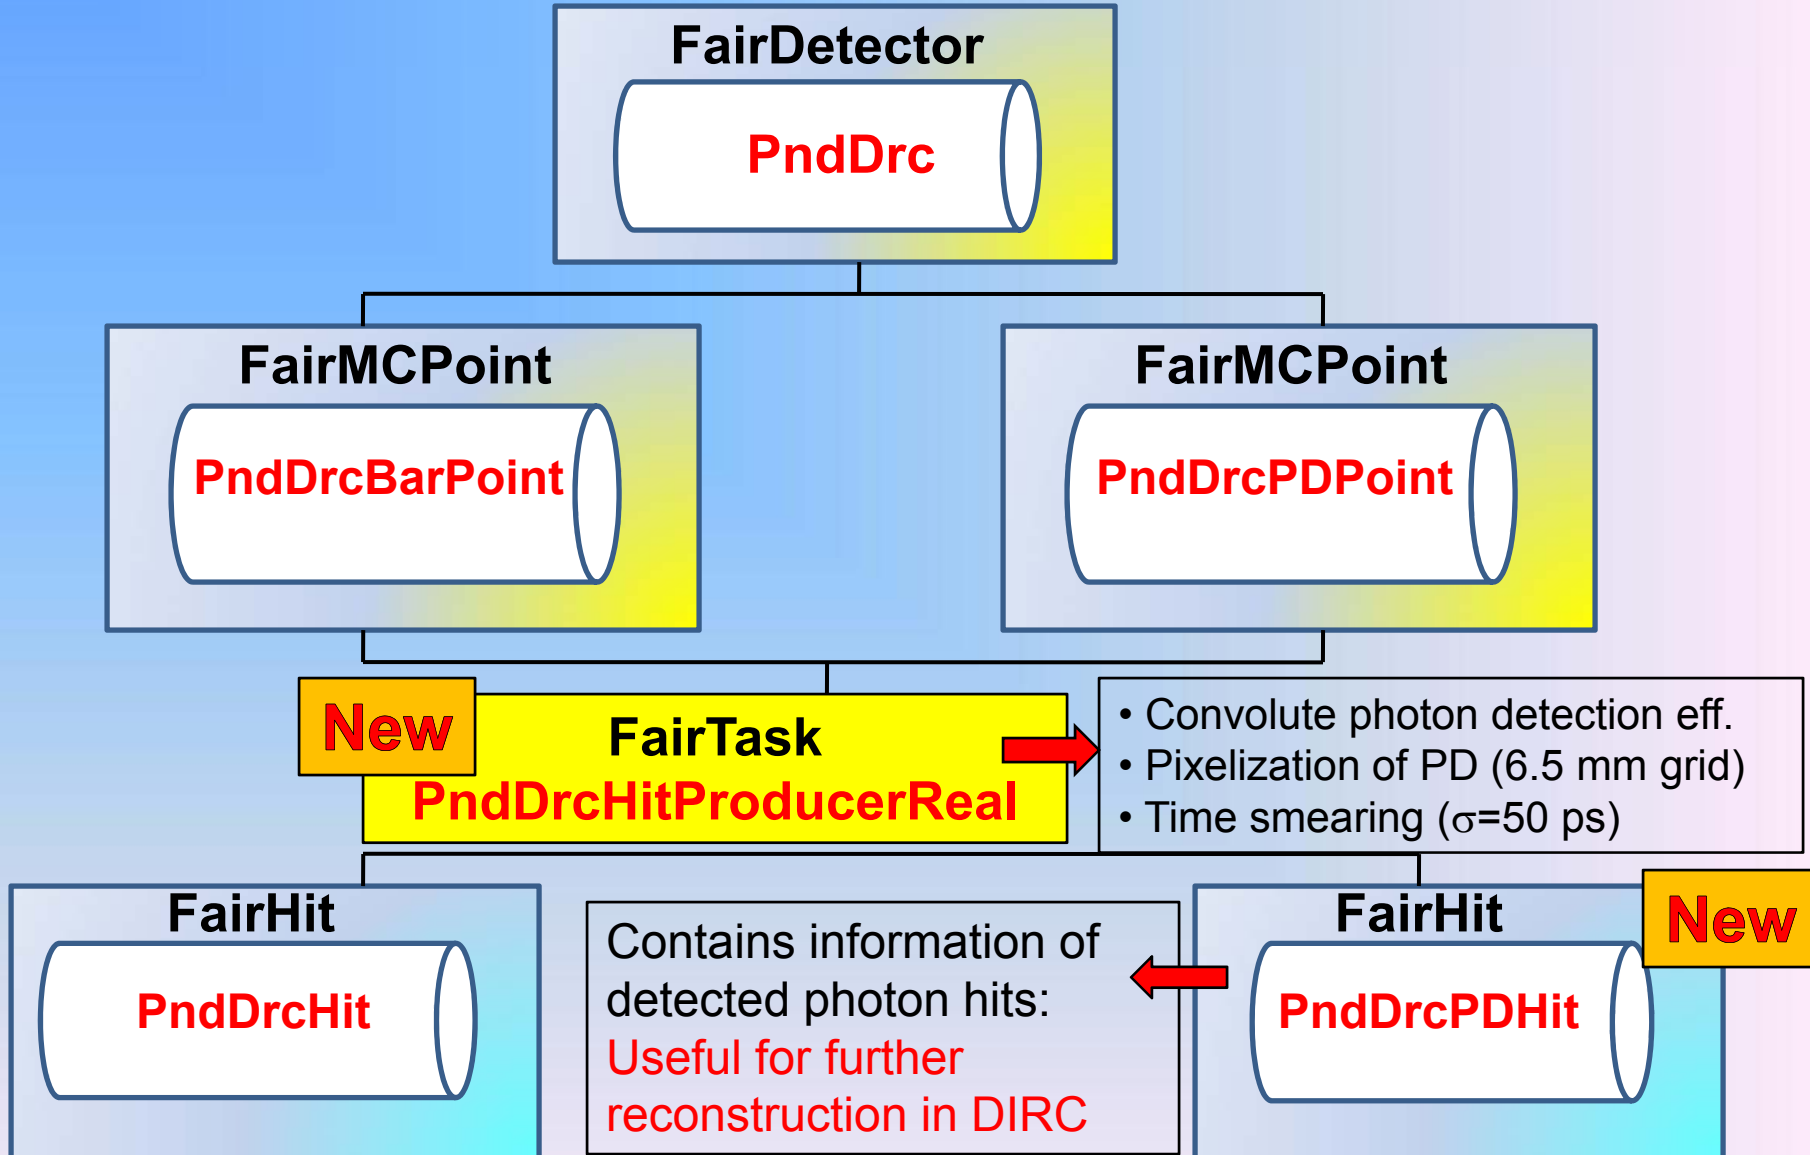 FairDetector
PndDrc
FairMCPoint
PndDrcBarPoint
FairMCPoint
PndDrcPDPoint
New
FairTask
PndDrcHitProducerReal
• Convolute photon detection eff.
• Pixelization of PD (6.5 mm grid)
• Time smearing (σ=50 ps)
FairHit
PndDrcHit
Contains information of
detected photon hits:
Useful for further
reconstruction in DIRC
FairHit
New
PndDrcPDHit